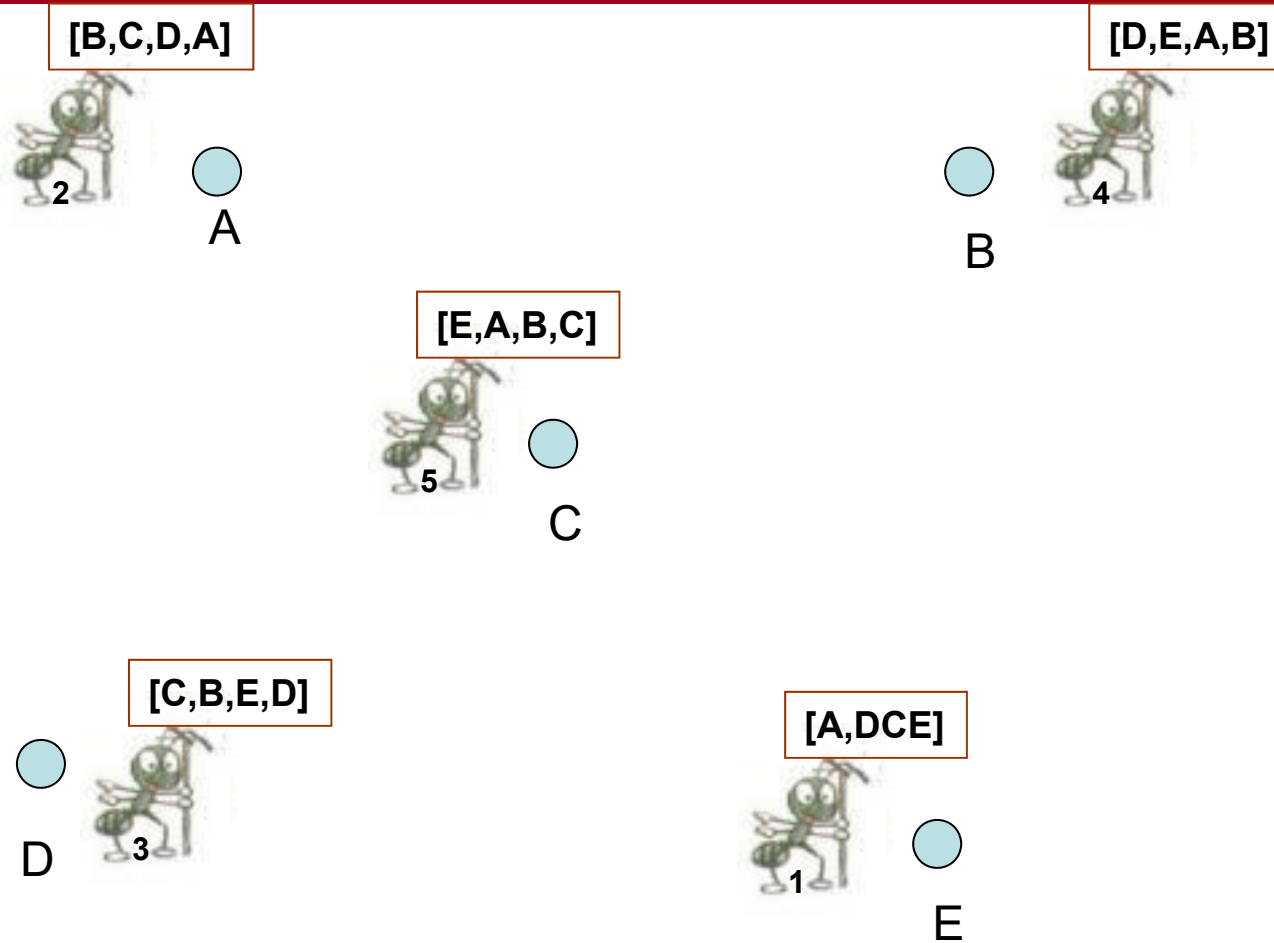 [B,C,D,A]
[D,E,A,B]
2
A
4
B
[E,A,B,C]
5
C
[C,B,E,D]
[A,DCE]
D
3
1
E